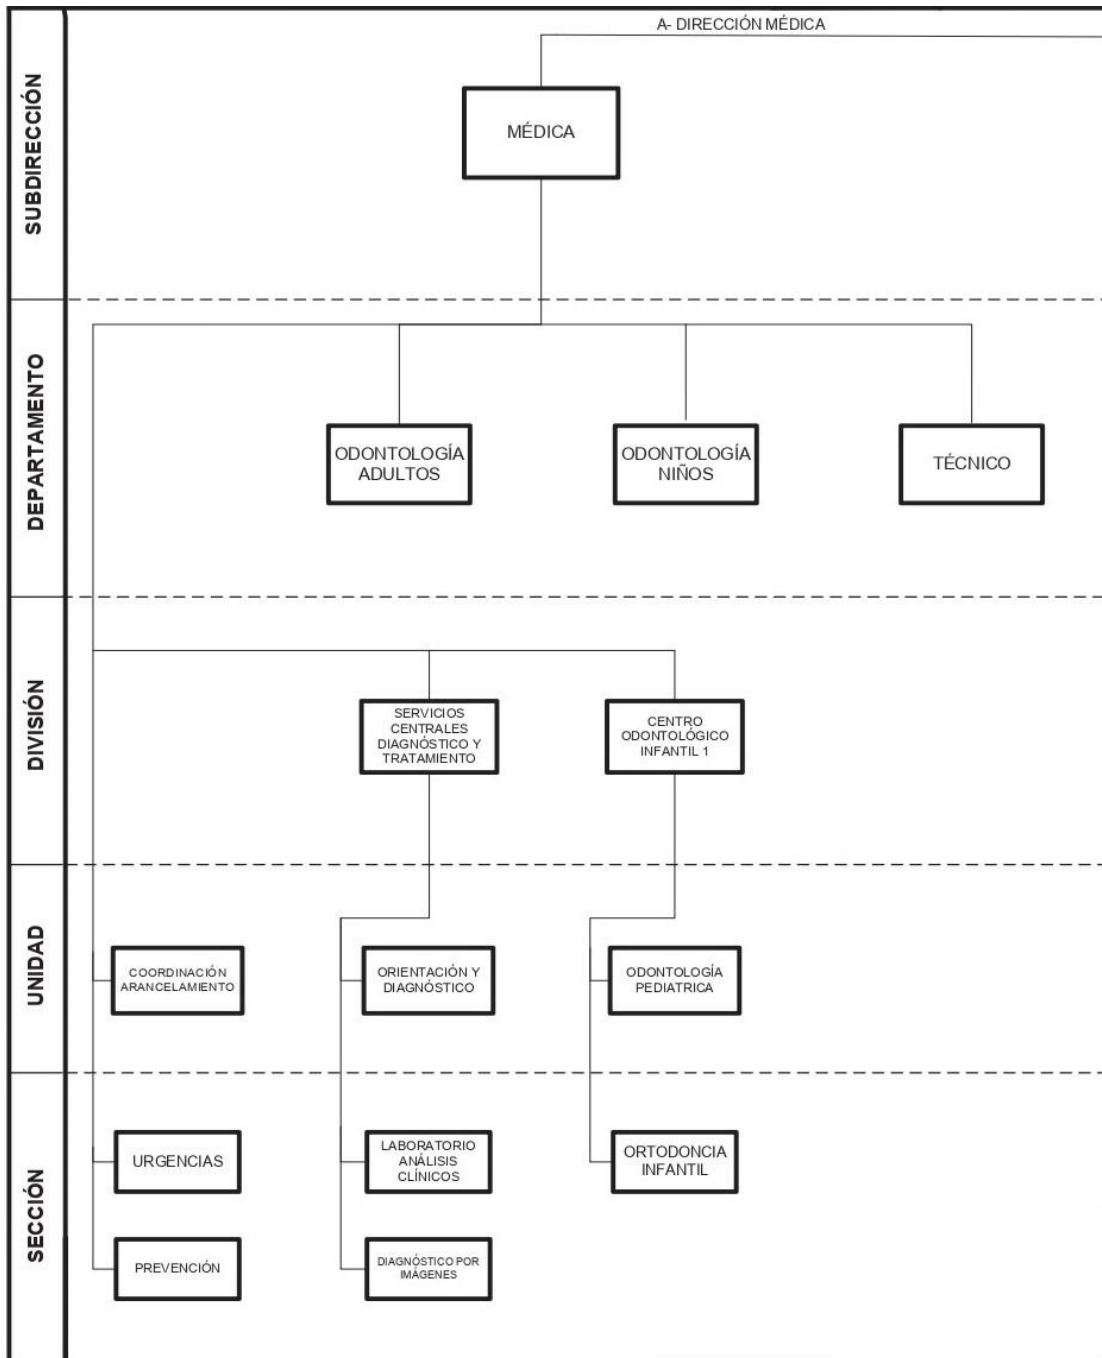 A- DIRECCIÓN MÉDICA
SUBDIRECCIÓN
MÉDICA
DEPARTAMENTO
ODONTOLOGÍA
ADULTOS
ODONTOLOGÍA
NIÑOS
TÉCNICO
DIVISIÓN
SERVICIOS
CENTRALES
DIAGNÓSTICO Y
TRATAMIENTO
CENTRO
ODONTOLÓGICO
INFANTIL 1
UNIDAD
COORDINACIÓN
ARANCELAMIENTO
ORIENTACIÓN Y
DIAGNÓSTICO
ODONTOLOGÍA
PEDIATRICA
SECCIÓN
URGENCIAS
LABORATORIO
ANÁLISIS
CLÍNICOS
ORTODONCIA
INFANTIL
PREVENCIÓN
DIAGNÓSTICO POR
IMÁGENES